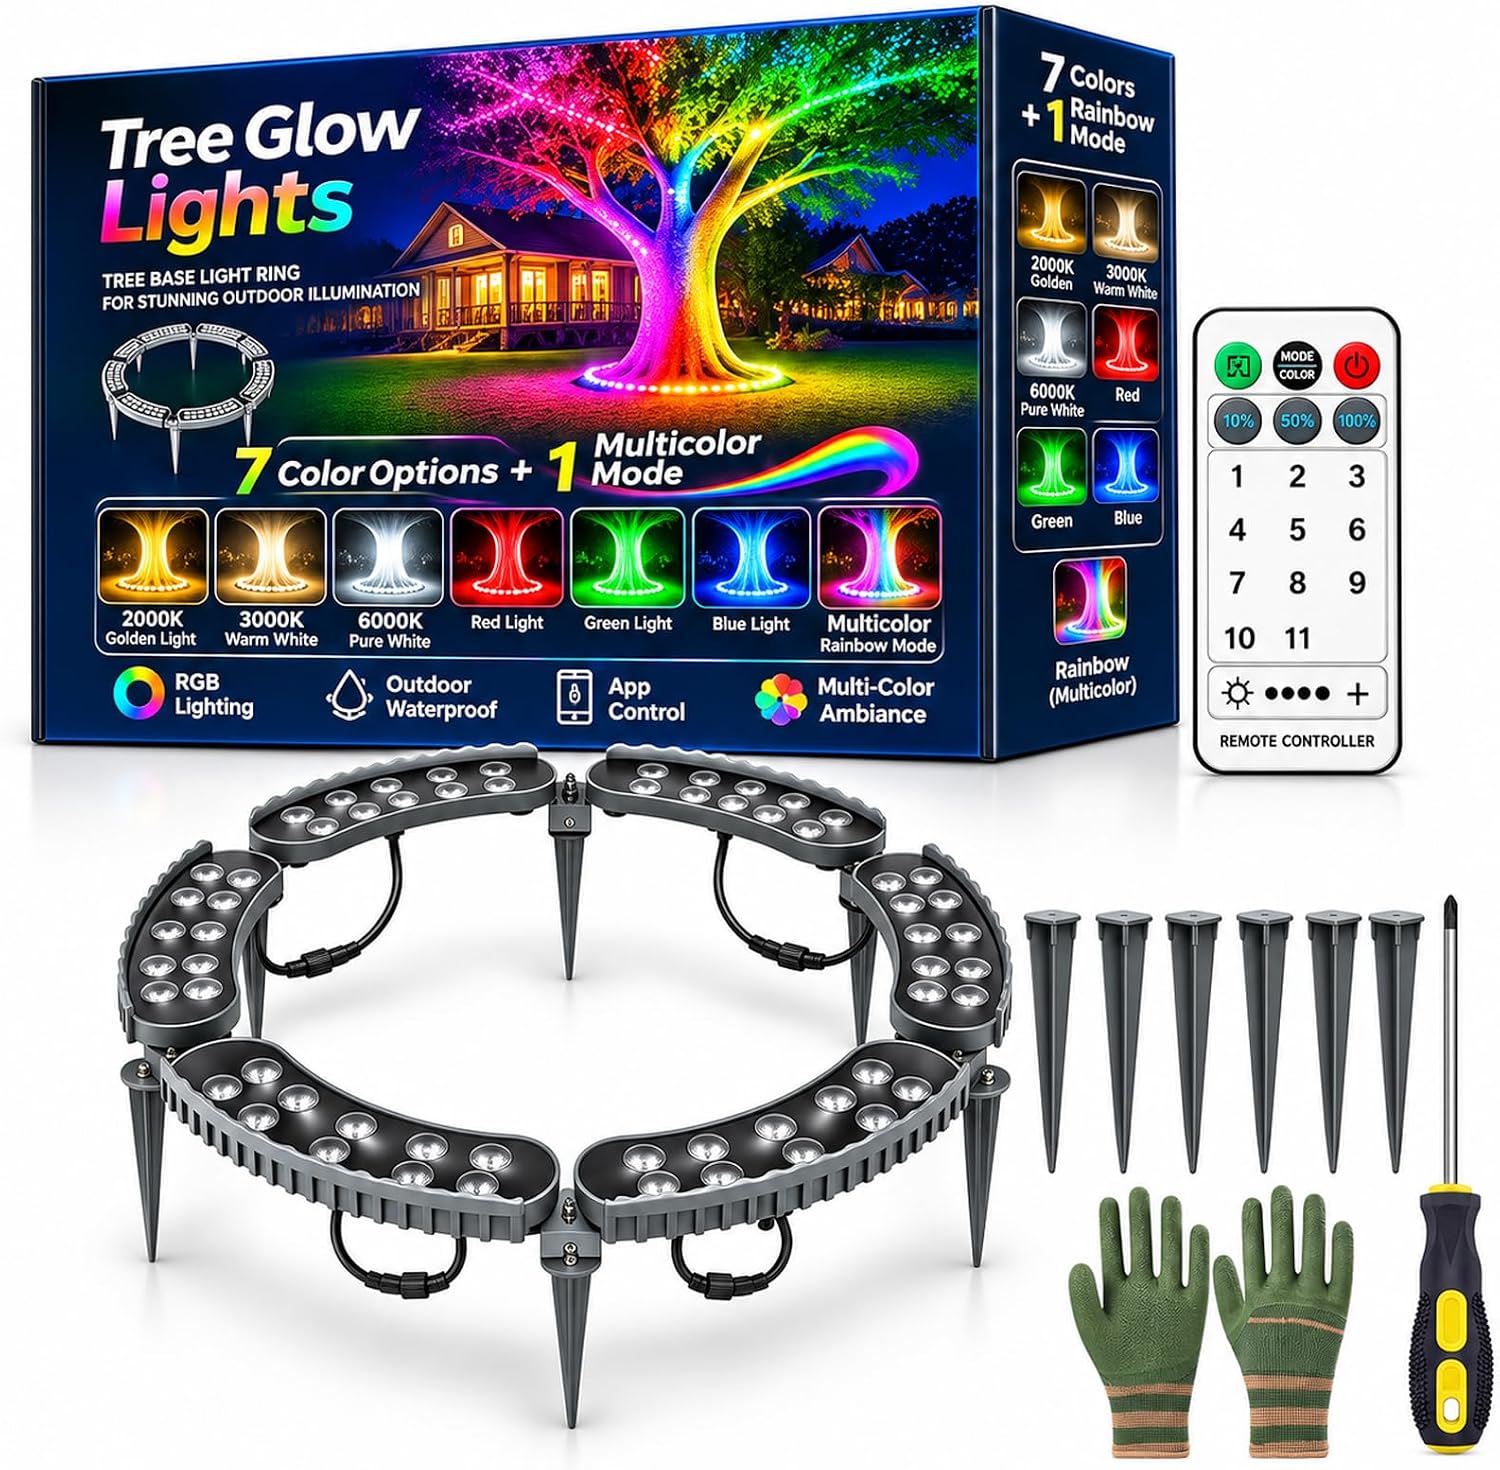 Tree Glow
Lights
TREE BASE LIGHT RING
FOR STUNNING OUTDOOR ILLUMINATION
7 Color Options + 1 Multicolor
Mode
2000K
Golden Light
3000K
Warm White
6000K
Pure White
Red Light
Green Light
Blue Light
Multicolor
Rainbow Mode
RGB
Lighting
Outdoor
Waterproof
App
Control
Multi-Color
Ambiance
7 Colors
+ 1 Rainbow
Mode
2000K
Golden
3000K
Warm White
6000K
Pure White
Red
Green
Blue
Rainbow
(Multicolor)
MODE
COLOR
10% 50% 100%
1 2 3
4 5 6
7 8 9
10 11
+
REMOTE CONTROLLER